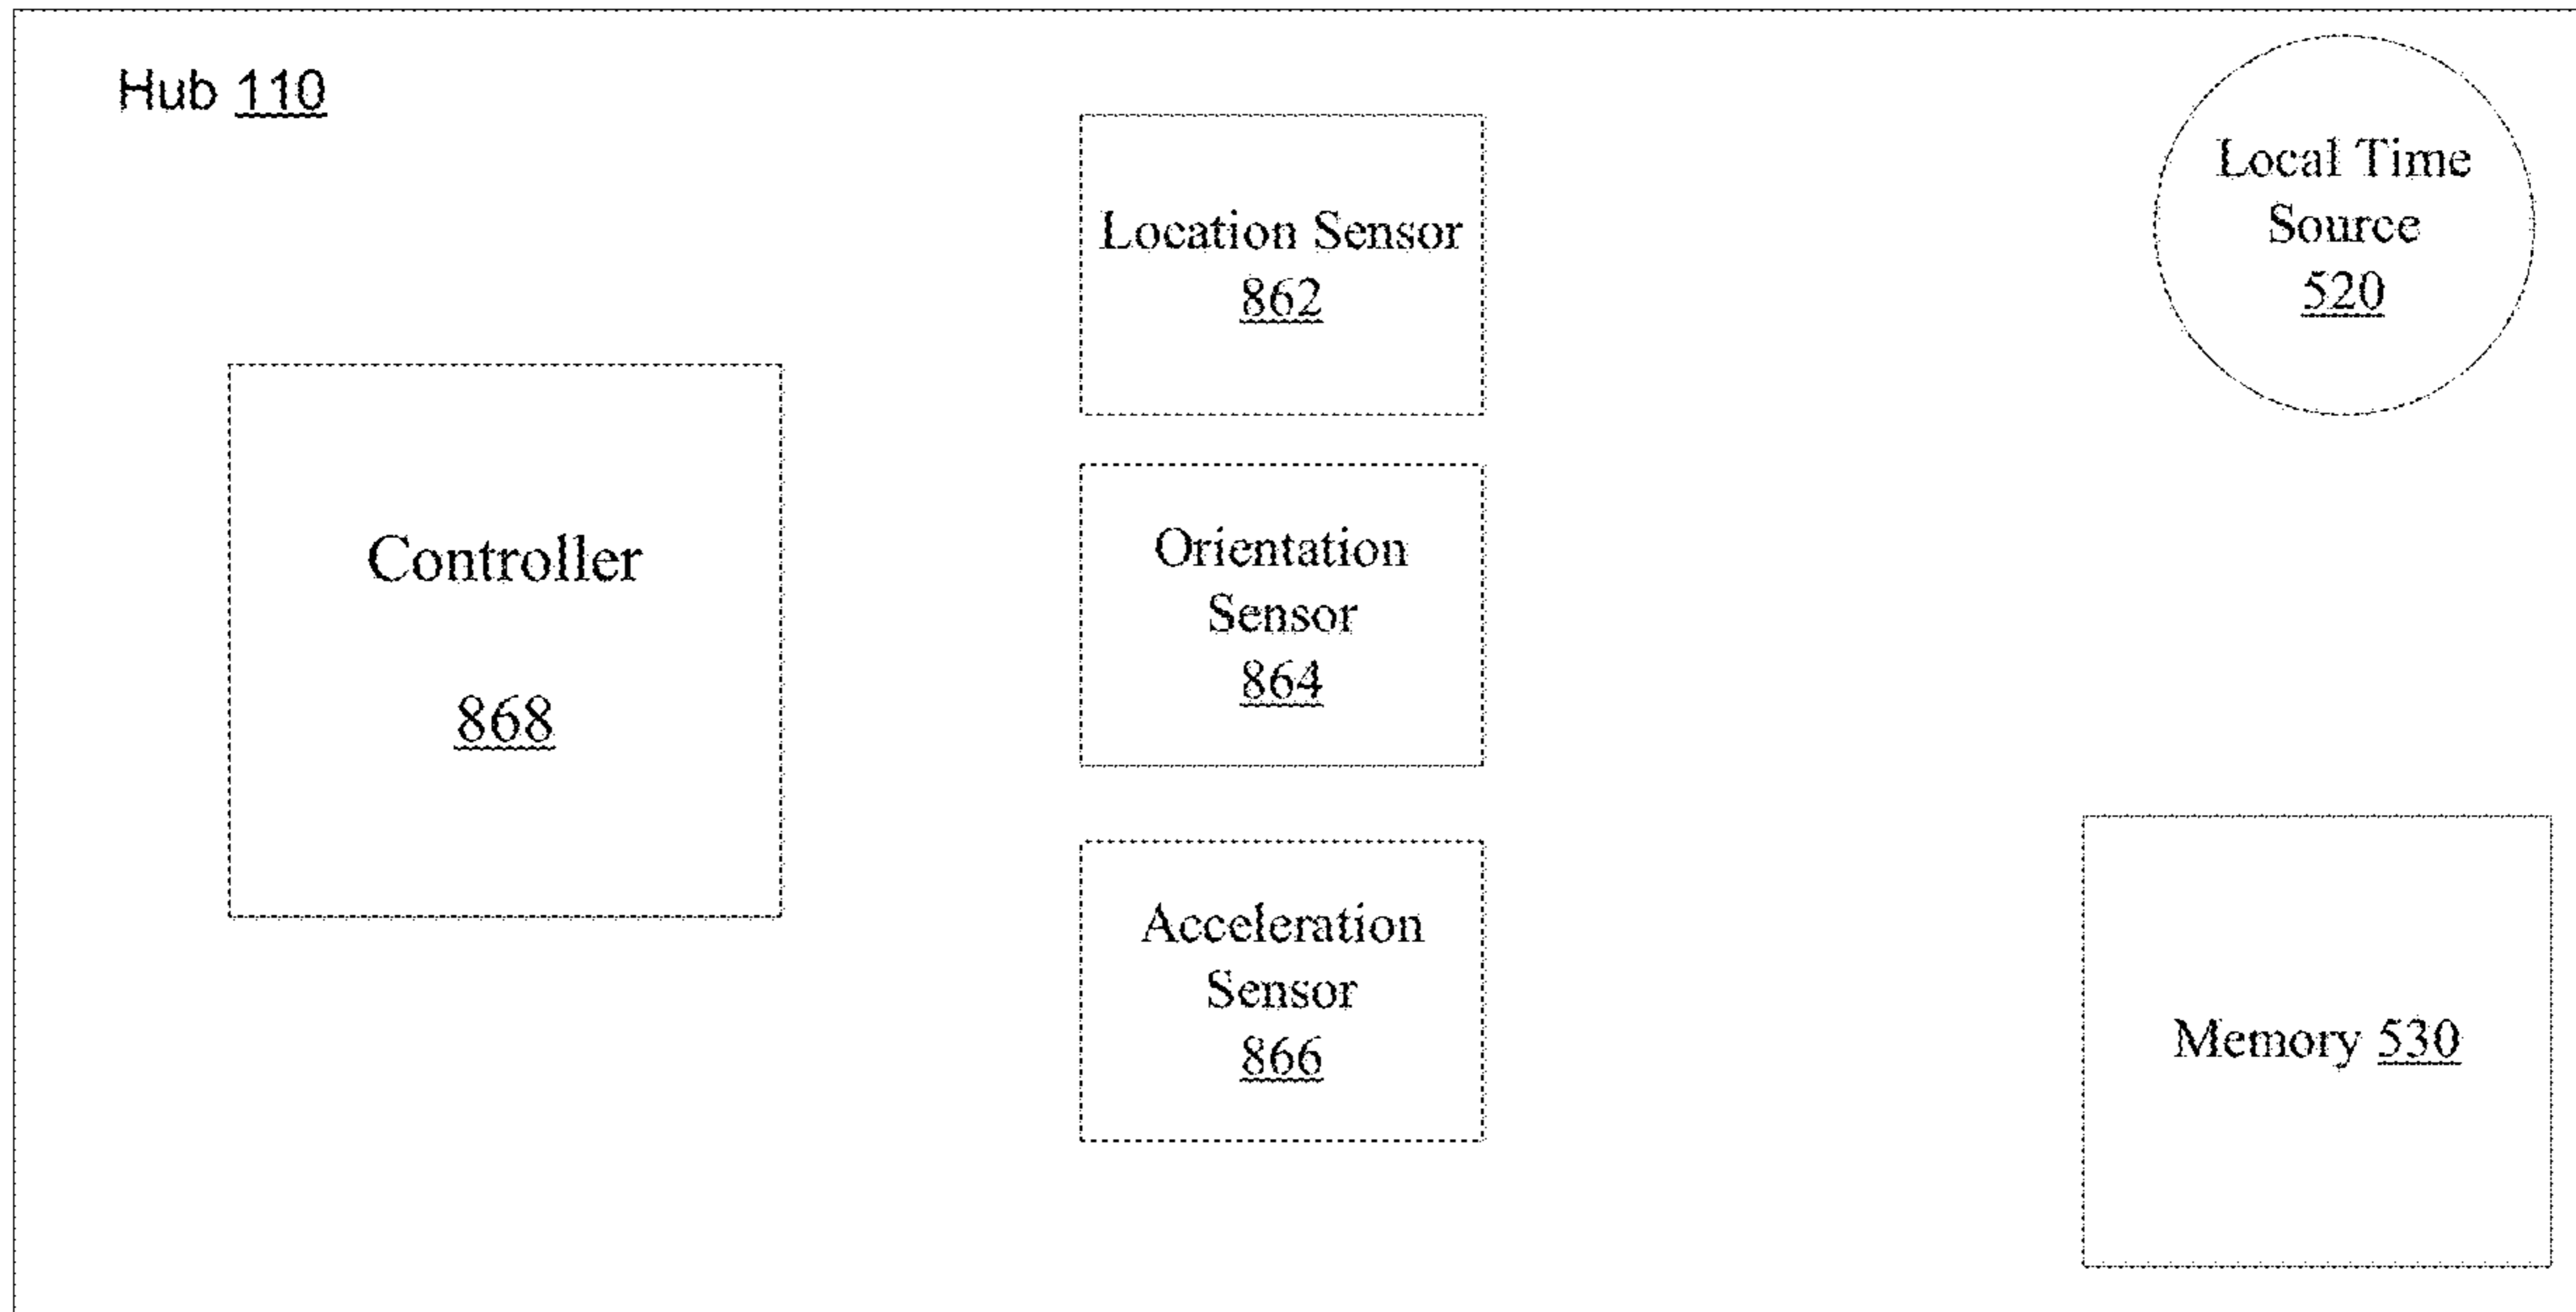 Hub 110
Location Sensor
862
Local Time
Source
520
Controller
868
Orientation
Sensor
864
Acceleration
Sensor
866
Memory 530